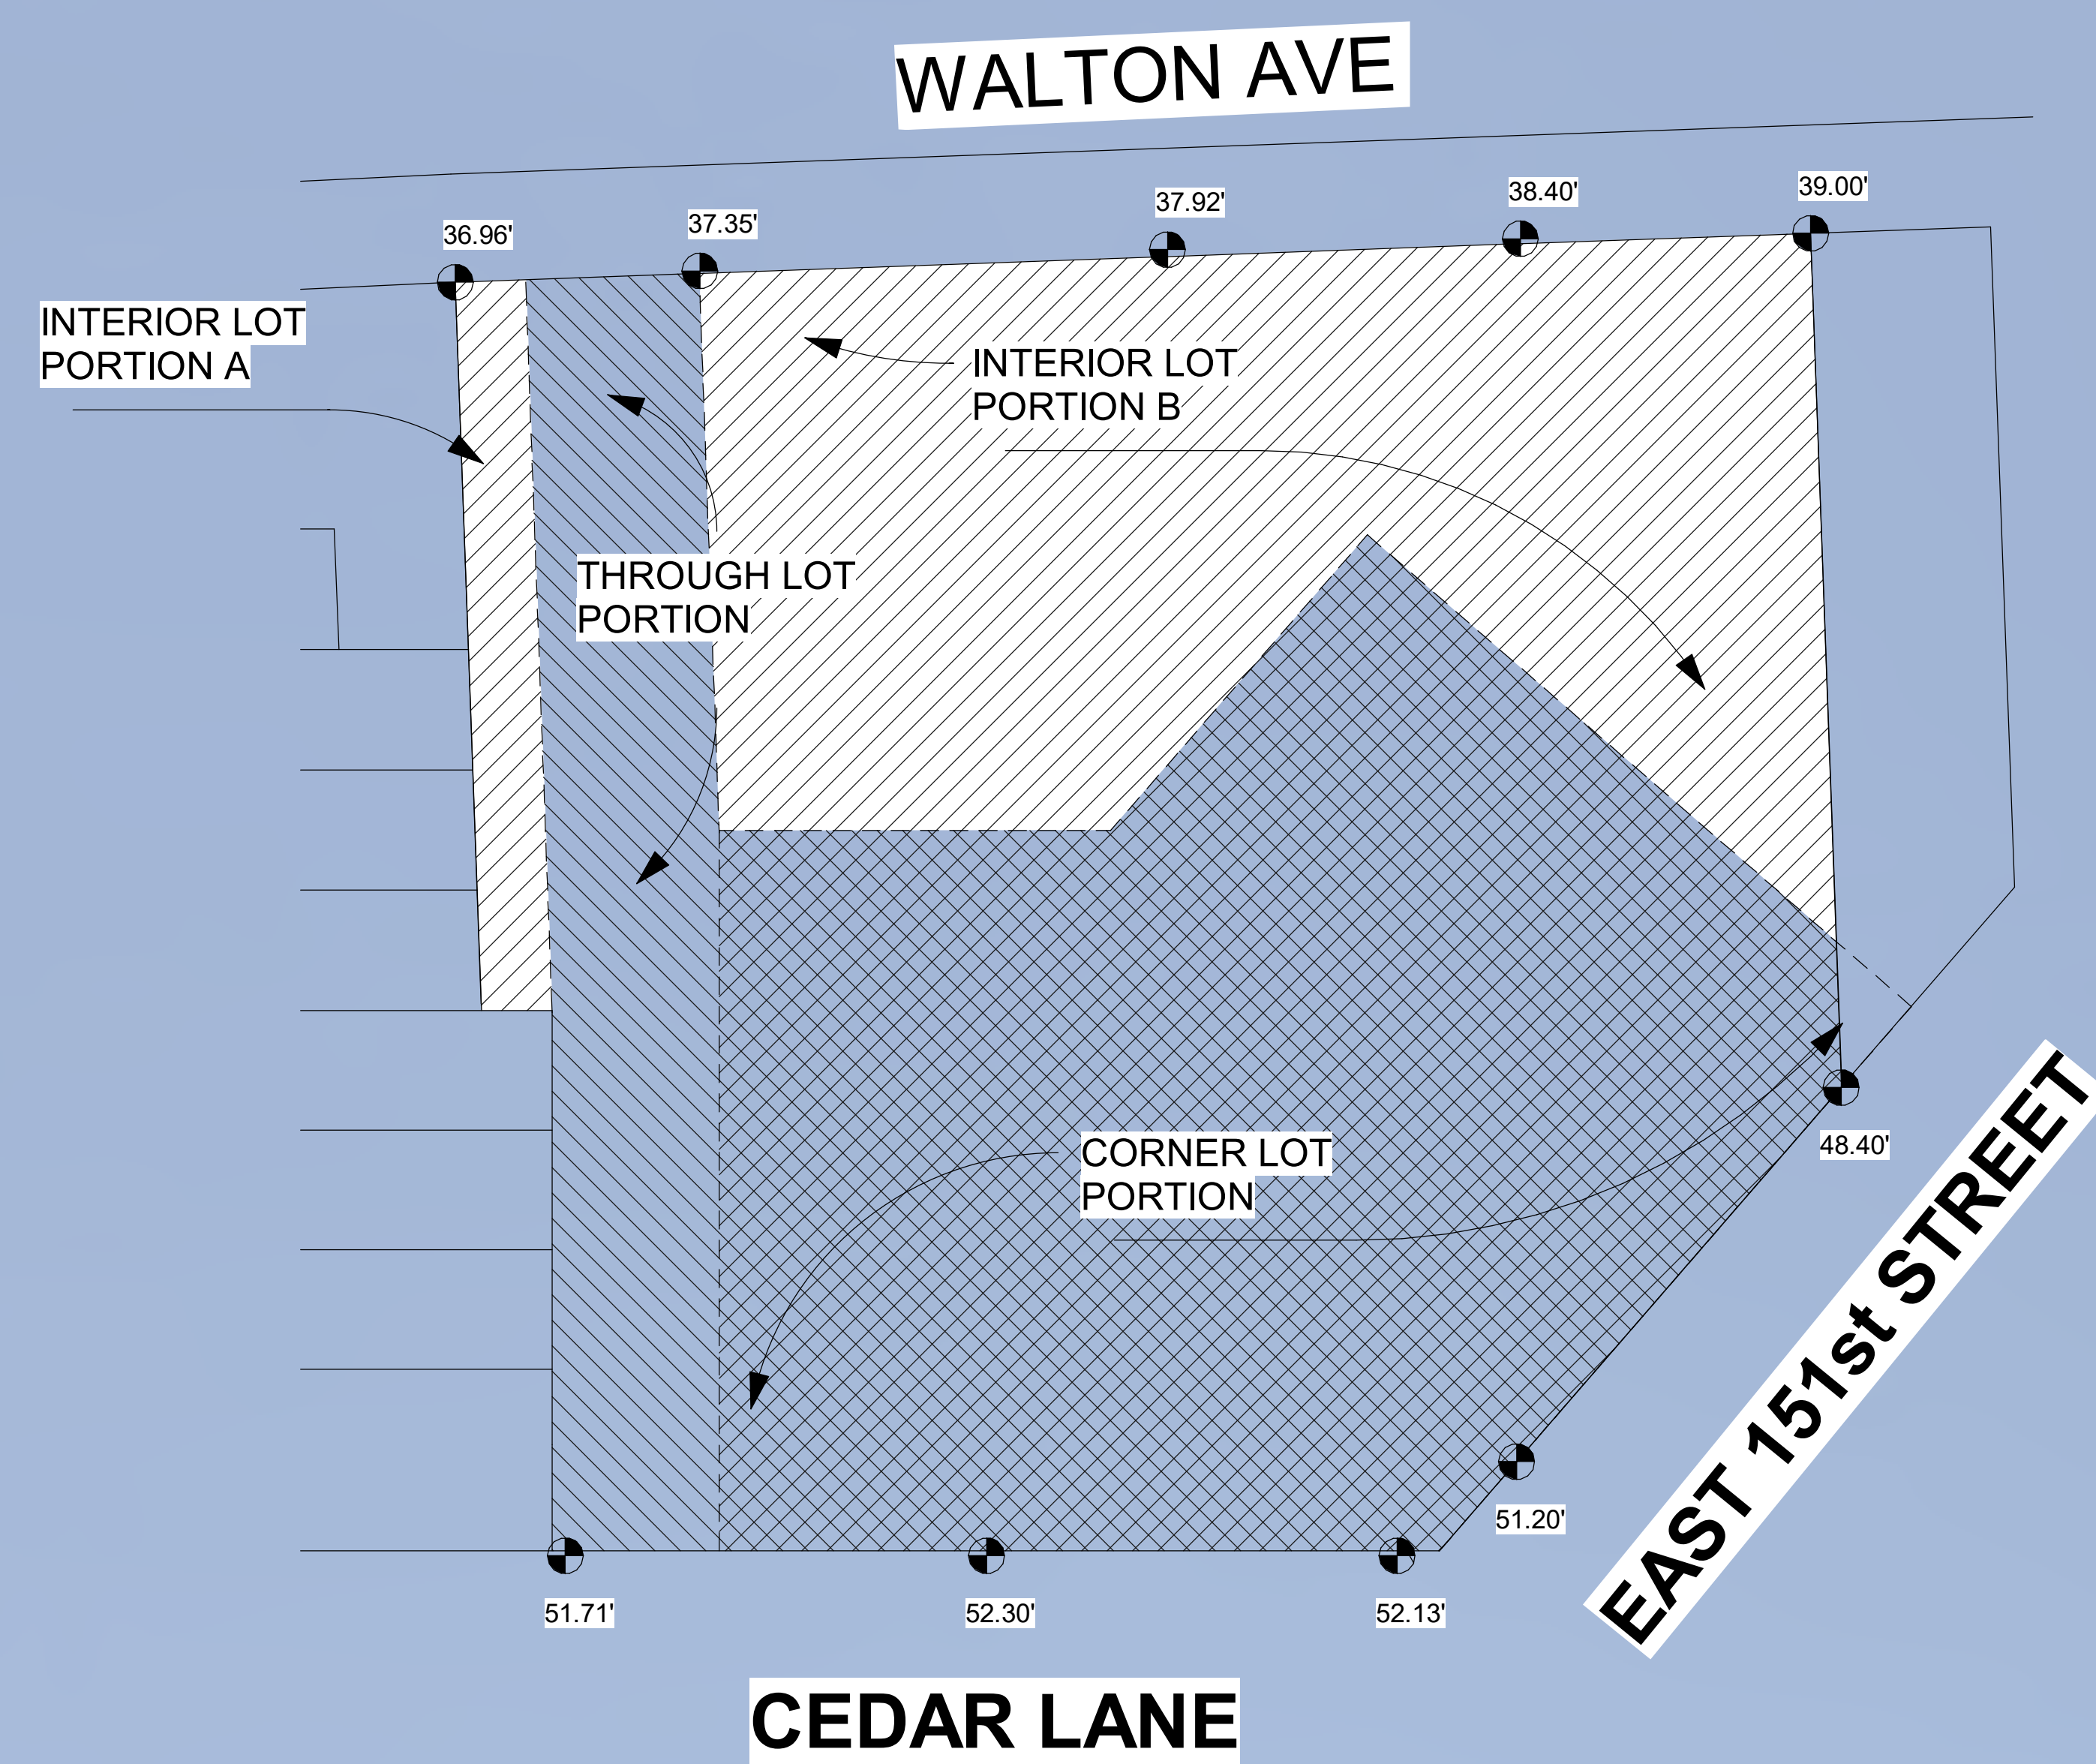 WALTON AVE
36.96'
37.35'
37.92'
38.40'
39.00'
INTERIOR LOT
PORTION A
INTERIOR LOT
PORTION B
THROUGH LOT
PORTION
CORNER LOT
PORTION
48.40'
51.20'
EAST 151st STREET
51.71'
52.30'
52.13'
CEDAR LANE